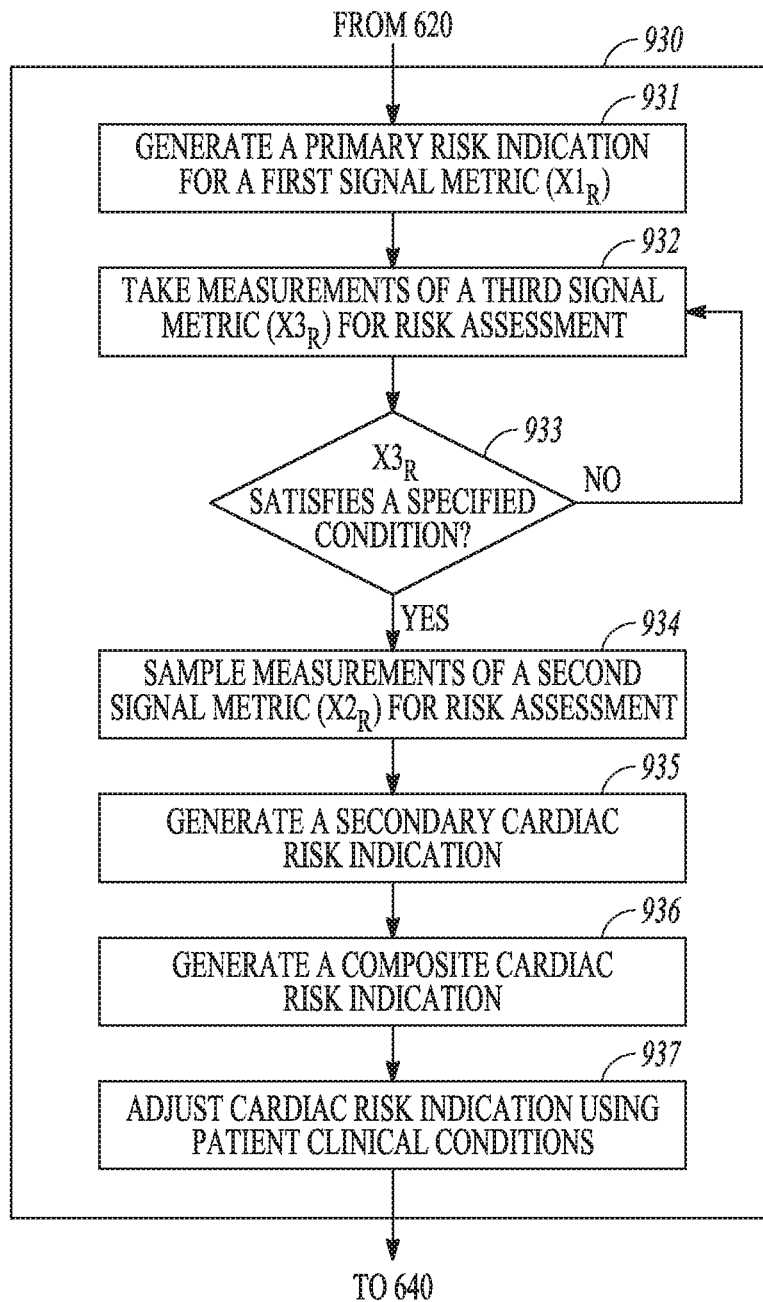 FROM 620
930
931
GENERATE A PRIMARY RISK INDICATION
FOR A FIRST SIGNAL METRIC (X1R)
932
TAKE MEASUREMENTS OF A THIRD SIGNAL
METRIC (X3R) FOR RISK ASSESSMENT
933
X3R
SATISFIES A SPECIFIED
CONDITION?
NO
YES
934
SAMPLE MEASUREMENTS OF A SECOND
SIGNAL METRIC (X2R) FOR RISK ASSESSMENT
935
GENERATE A SECONDARY CARDIAC
RISK INDICATION
936
GENERATE A COMPOSITE CARDIAC
RISK INDICATION
937
ADJUST CARDIAC RISK INDICATION USING
PATIENT CLINICAL CONDITIONS
TO 640